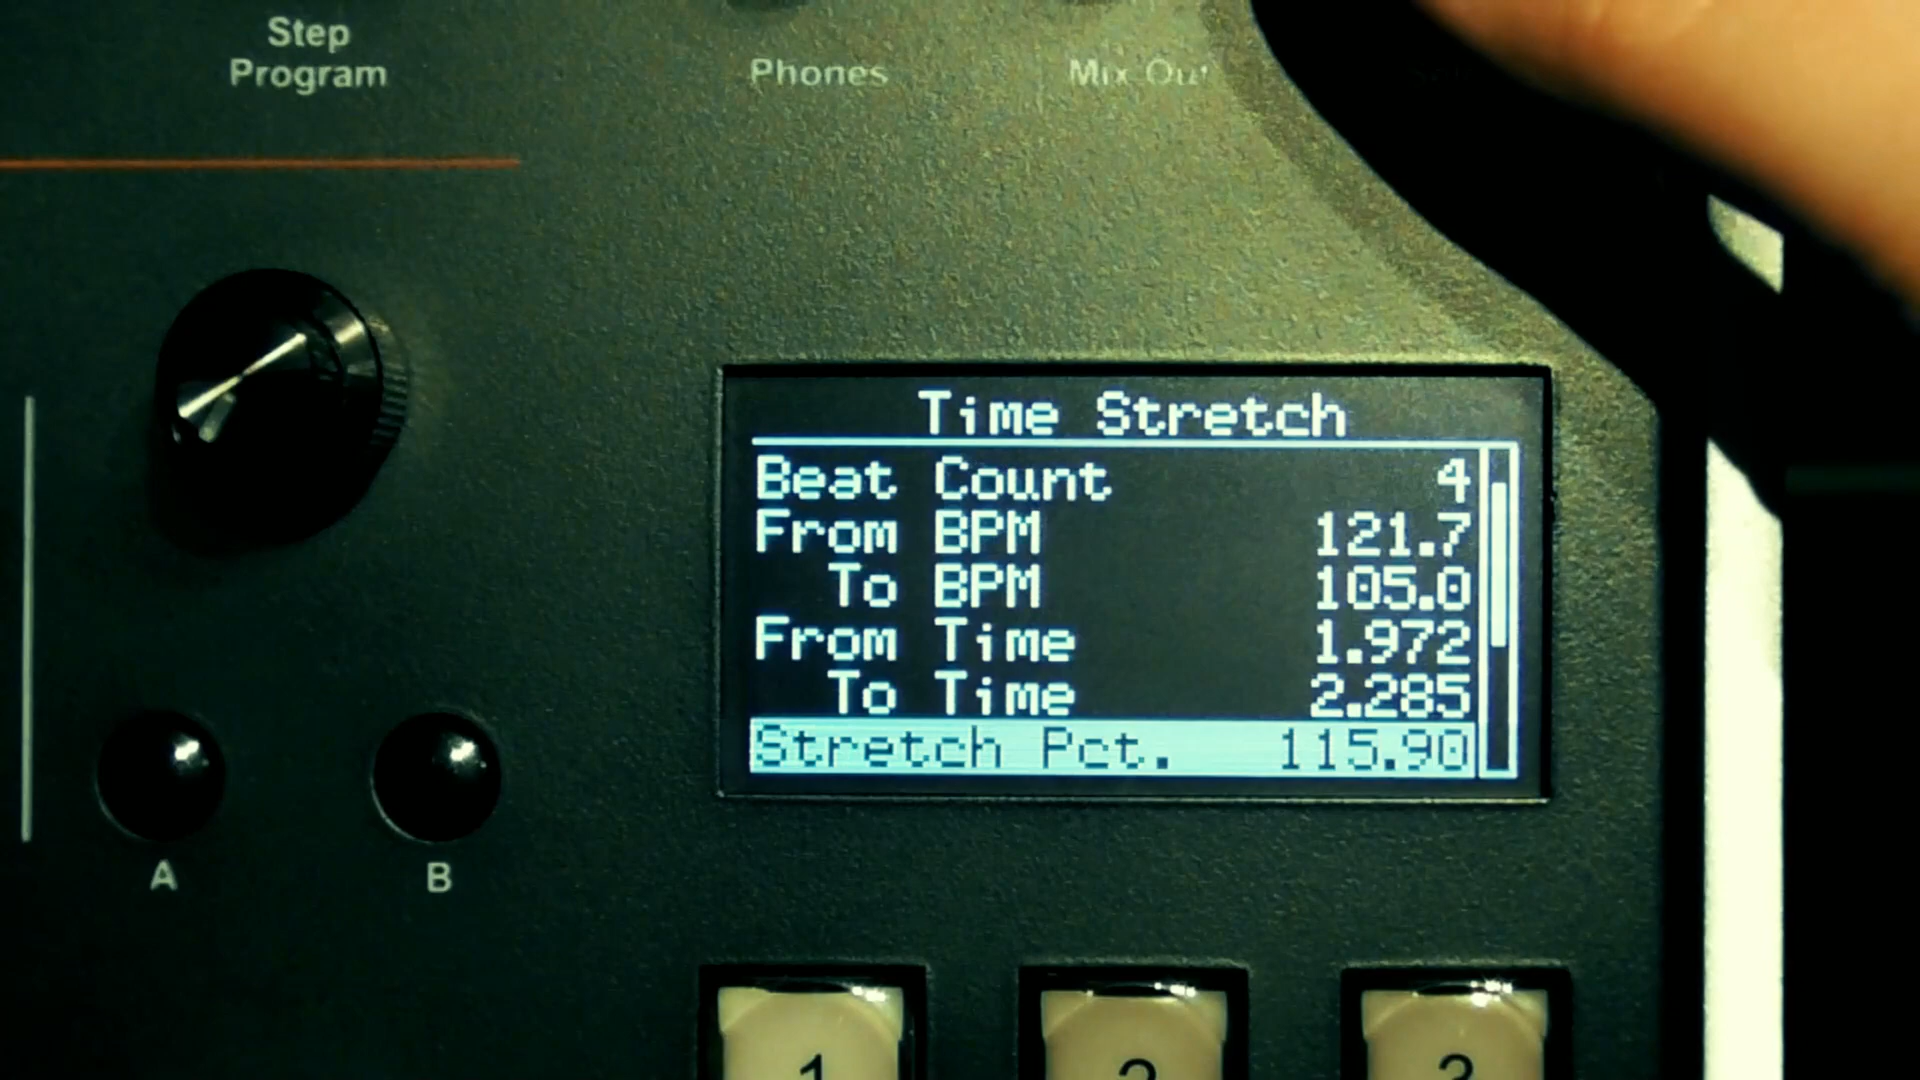 Step
Program
Phones
Mix Out
Time Stretch
Beat Count 4
From BPM 121.7
To BPM 105.0
From Time 1.972
To Time 2.285
Stretch Pct. 115.90
A
B
1
2
3